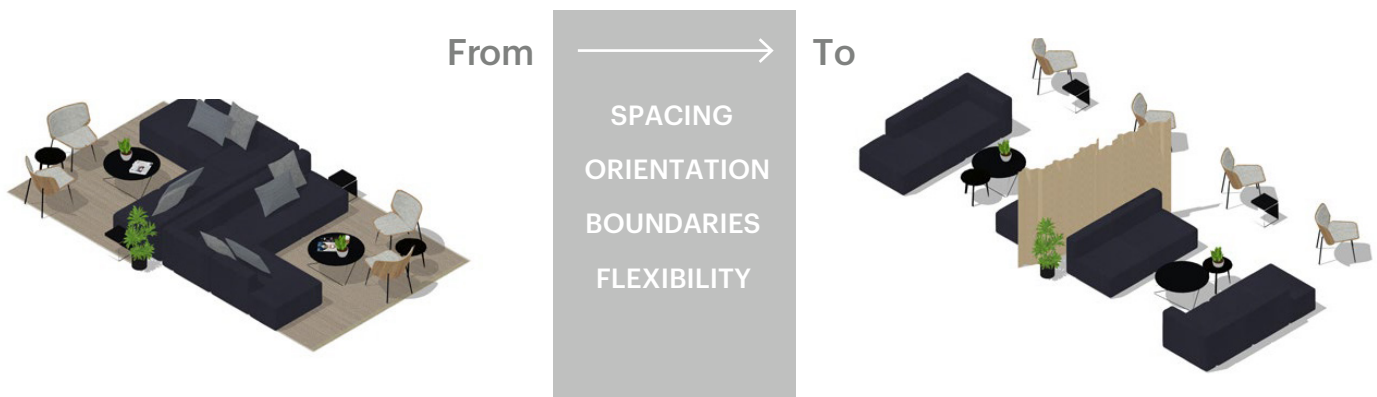 From
To
SPACING
ORIENTATION
BOUNDARIES
FLEXIBILITY